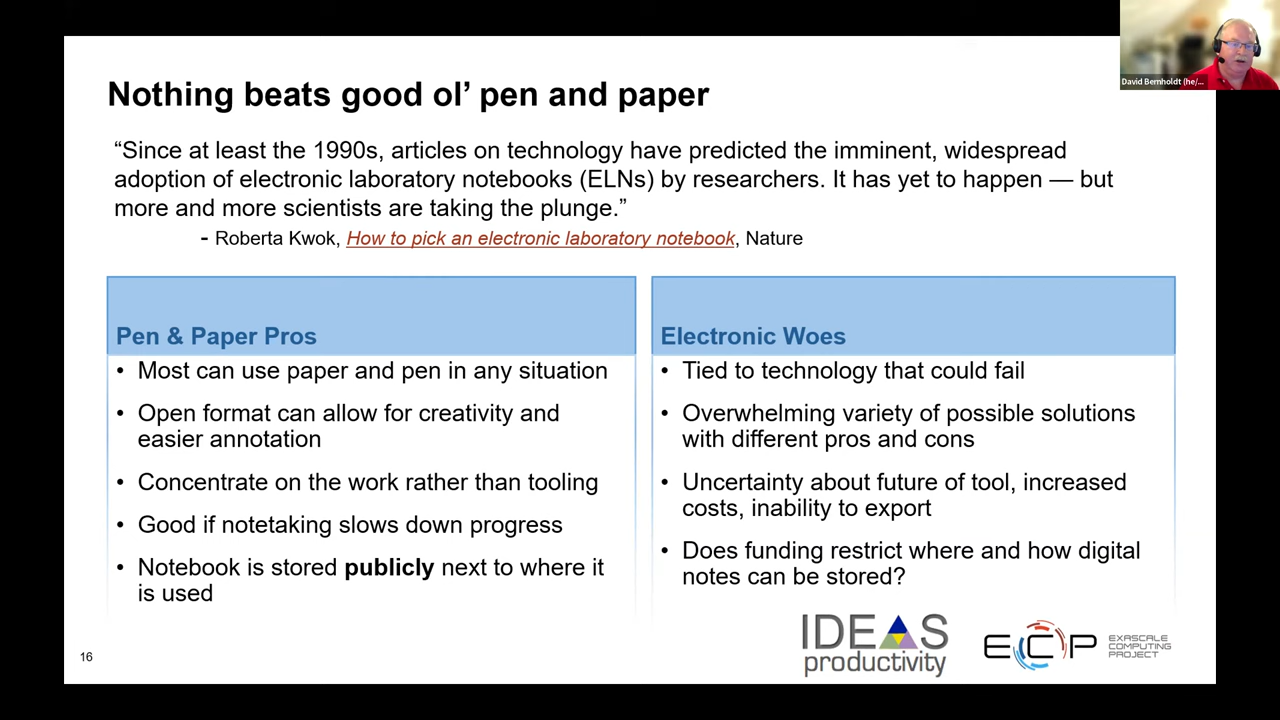 David Bernholdt (he/...
Nothing beats good ol’ pen and paper
“Since at least the 1990s, articles on technology have predicted the imminent, widespread
adoption of electronic laboratory notebooks (ELNs) by researchers. It has yet to happen — but
more and more scientists are taking the plunge.”
- Roberta Kwok, How to pick an electronic laboratory notebook, Nature
Pen & Paper Pros
• Most can use paper and pen in any situation
• Open format can allow for creativity and
easier annotation
• Concentrate on the work rather than tooling
• Good if notetaking slows down progress
• Notebook is stored publicly next to where it
is used
Electronic Woes
• Tied to technology that could fail
• Overwhelming variety of possible solutions
with different pros and cons
• Uncertainty about future of tool, increased
costs, inability to export
• Does funding restrict where and how digital
notes can be stored?
16
IDEAS
productivity
ECP
EXASCALE
COMPUTING
PROJECT